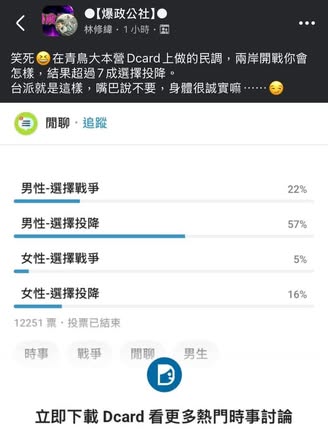 ●【爆政公社】●
林修緯・1 小時・
笑死😆在青鳥大本營Dcard上做的民調，兩岸開戰你會怎樣，結果超過7成選擇投降。
台派就是這樣，嘴巴說不要，身體很誠實嘛⋯⋯😏
閒聊・追蹤
男性-選擇戰爭
22%
男性-選擇投降
57%
女性-選擇戰爭
5%
女性-選擇投降
16%
12251 票・投票已結束
時事
戰爭
閒聊
男生
立即下載 Dcard 看更多熱門時事討論